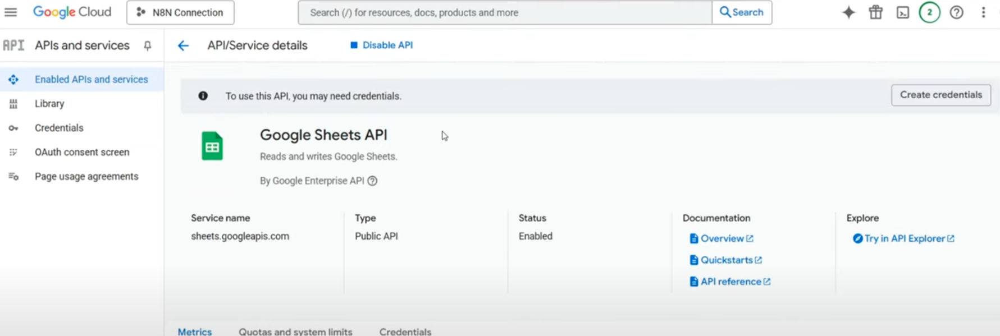 Google Cloud
N8N Connection
Search (/) for resources, docs, products and more
Search
2
API
APIs and services
API/Service details
Disable API
Enabled APIs and services
Library
Credentials
OAuth consent screen
Page usage agreements
To use this API, you may need credentials.
Create credentials
Google Sheets API
Reads and writes Google Sheets.
By Google Enterprise API
Service name
sheets.googleapis.com
Type
Public API
Status
Enabled
Documentation
Overview
Quickstarts
API reference
Explore
Try in API Explorer
Metrics
Quotas and system limits
Credentials